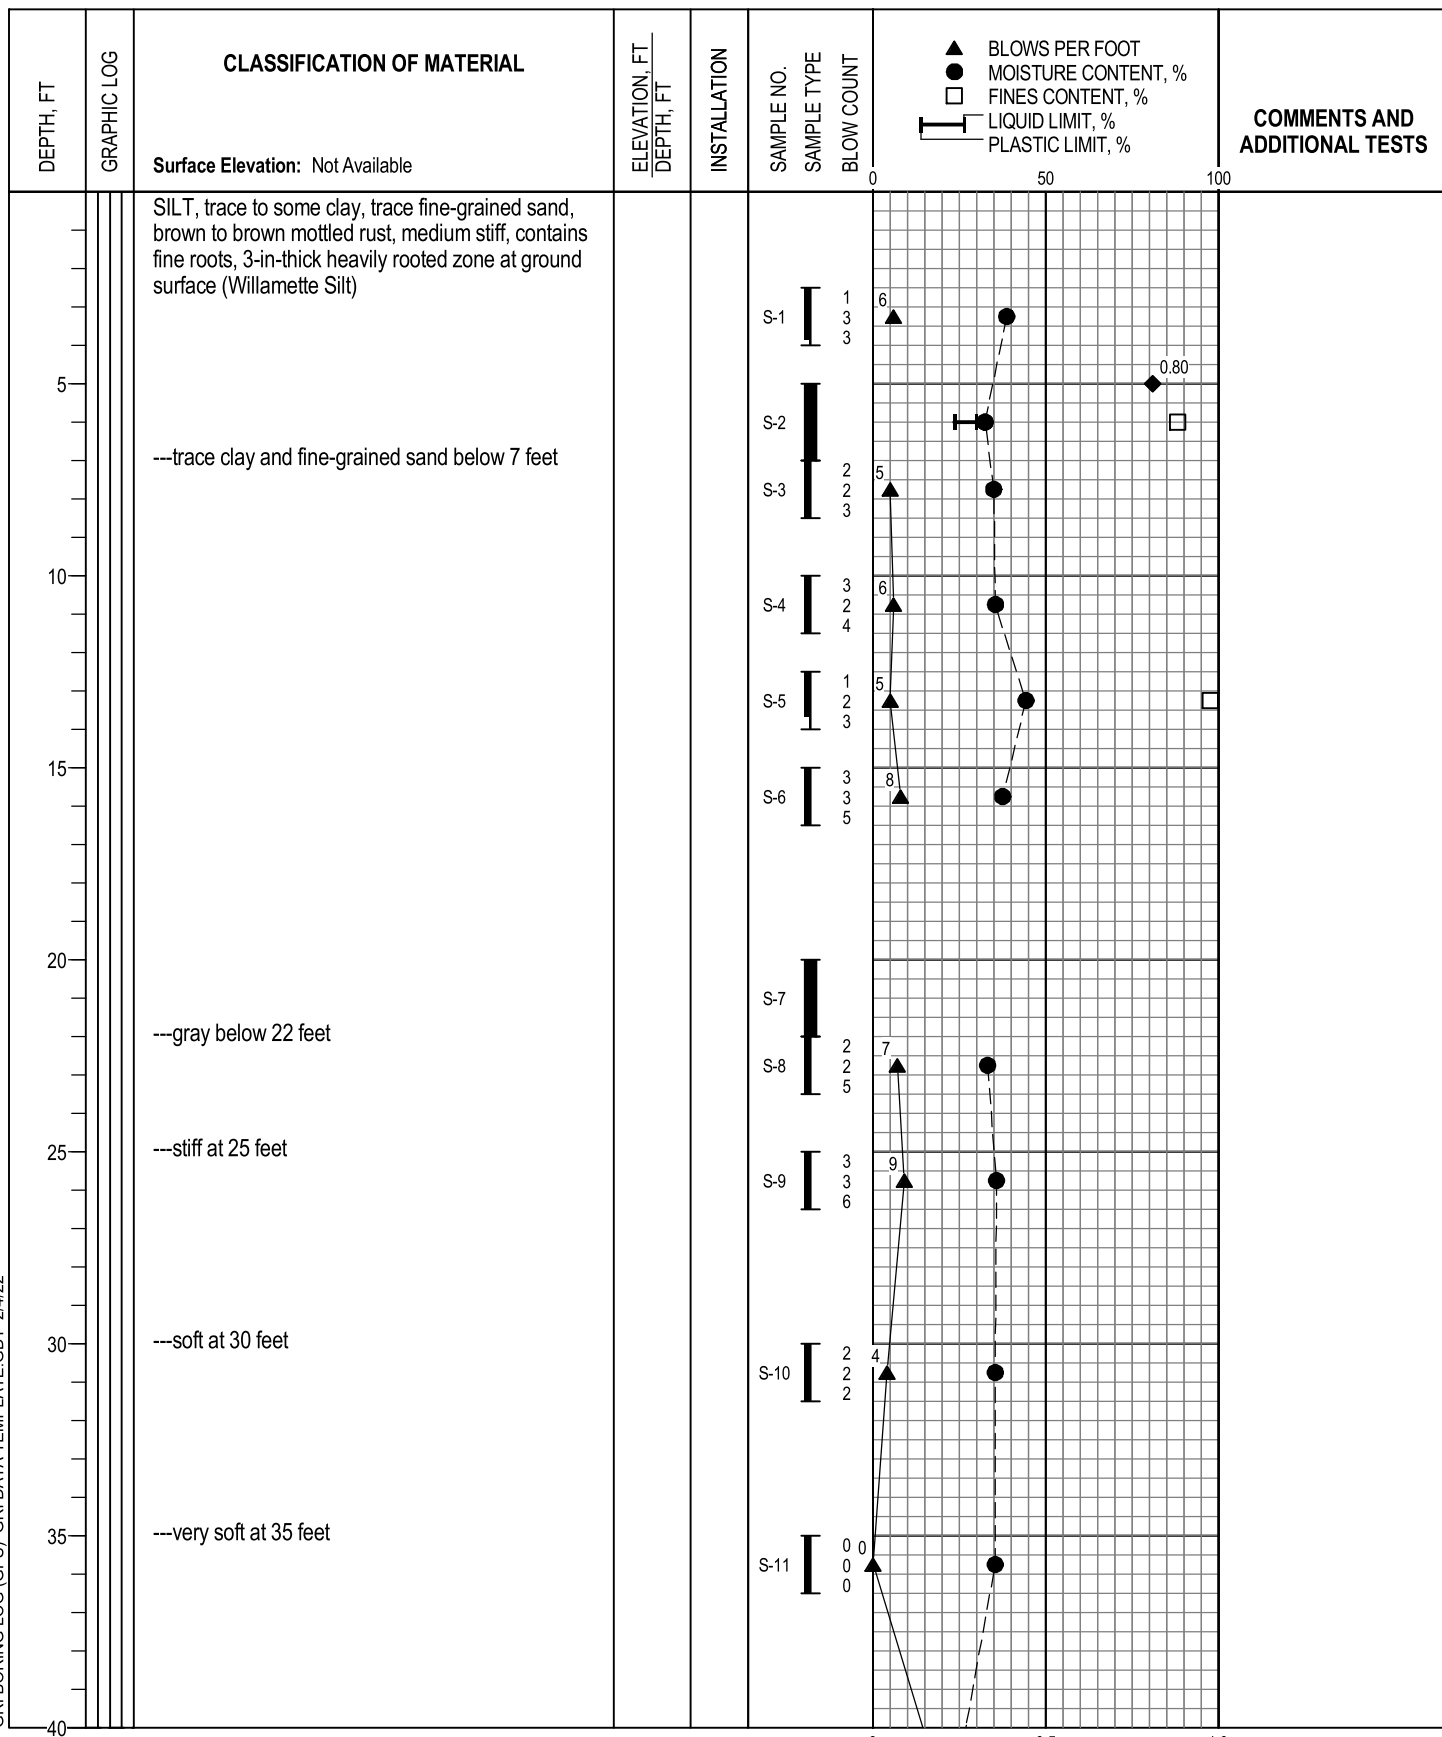 DEPTH, FT
GRAPHIC LOG
CLASSIFICATION OF MATERIAL
Surface Elevation: Not Available
ELEVATION, FT
DEPTH, FT
INSTALLATION
SAMPLE NO.
SAMPLE TYPE
BLOW COUNT
BLOWS PER FOOT
MOISTURE CONTENT, %
FINES CONTENT, %
LIQUID LIMIT, %
PLASTIC LIMIT, %
0 50 100
COMMENTS AND
ADDITIONAL TESTS
SILT, trace to some clay, trace fine-grained sand,
brown to brown mottled rust, medium stiff, contains
fine roots, 3-in-thick heavily rooted zone at ground
surface (Willamette Silt)
S-1
1
3
3
6
0.80
5
S-2
---trace clay and fine-grained sand below 7 feet
S-3
2
2
3
5
10
S-4
3
2
4
6
S-5
1
2
3
5
15
S-6
3
3
5
8
20
S-7
---gray below 22 feet
S-8
2
2
5
7
---stiff at 25 feet
25
S-9
3
3
6
9
---soft at 30 feet
30
S-10
2
2
2
4
---very soft at 35 feet
35
S-11
0
0
0
0
40